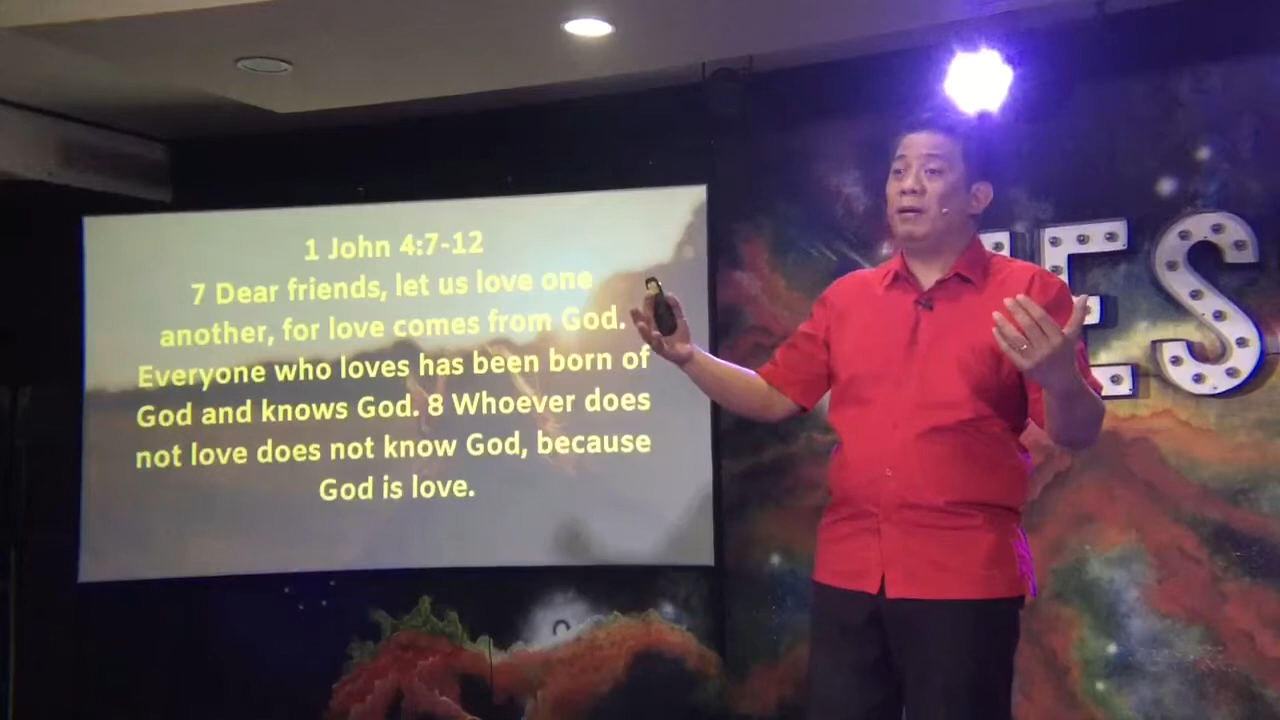 1 John 4:7-12
7 Dear friends, let us love one
another, for love comes from God.
Everyone who loves has been born of
God and knows God. 8 Whoever does
not love does not know God, because
God is love.
ES